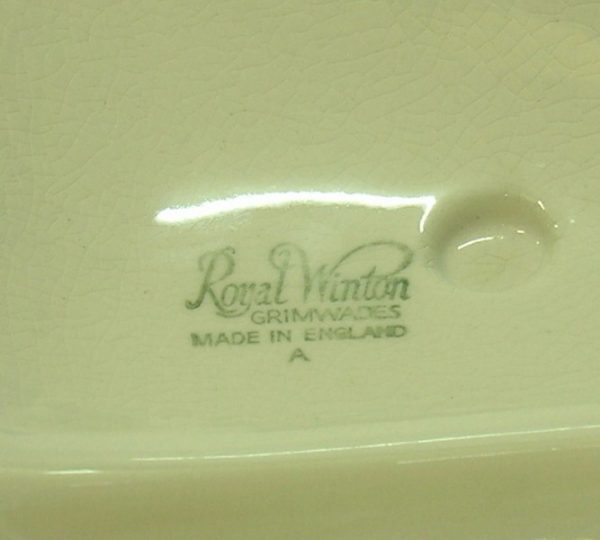 Royal Winton
GRIMWADES
MADE IN ENGLAND
A